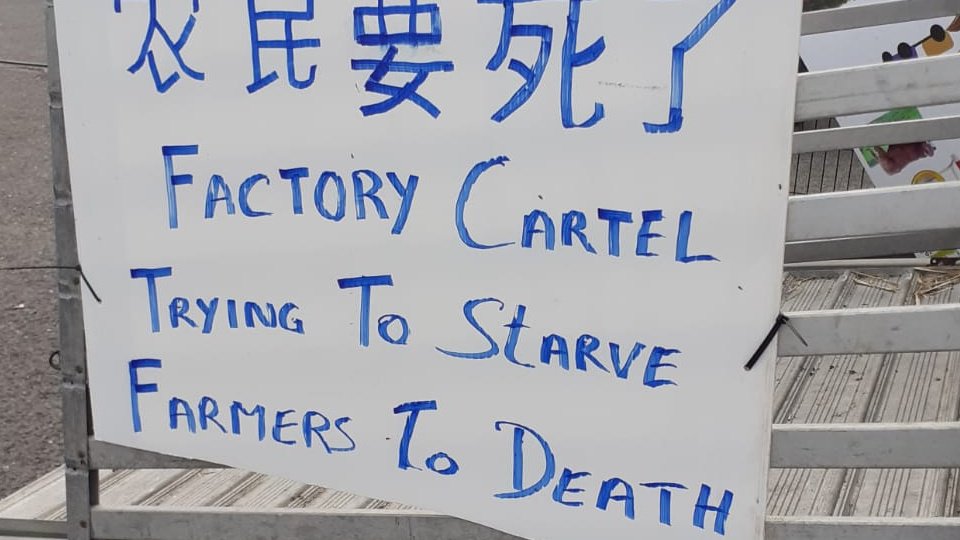 农民要死了
FACTORY CARTEL
TRYING TO STARVE
FARMERS TO DEATH